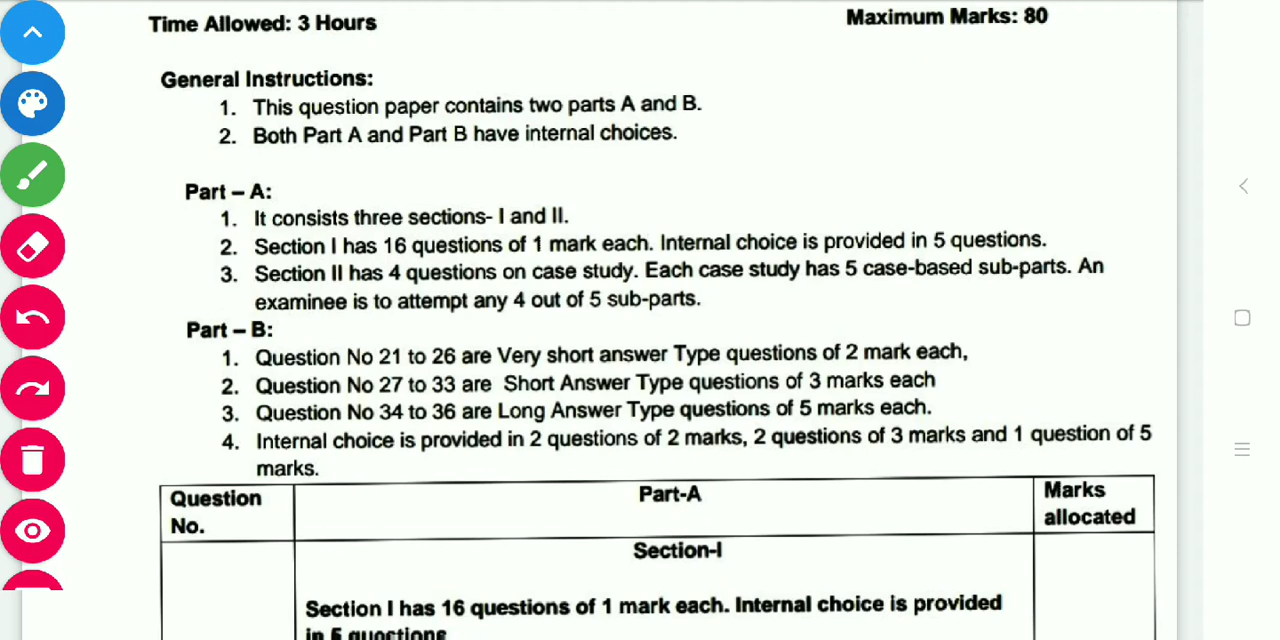 Time Allowed: 3 Hours
Maximum Marks: 80
General Instructions:
1. This question paper contains two parts A and B.
2. Both Part A and Part B have internal choices.
Part – A:
1. It consists three sections- I and II.
2. Section I has 16 questions of 1 mark each. Internal choice is provided in 5 questions.
3. Section II has 4 questions on case study. Each case study has 5 case-based sub-parts. An
examinee is to attempt any 4 out of 5 sub-parts.
Part – B:
1. Question No 21 to 26 are Very short answer Type questions of 2 mark each,
2. Question No 27 to 33 are Short Answer Type questions of 3 marks each
3. Question No 34 to 36 are Long Answer Type questions of 5 marks each.
4. Internal choice is provided in 2 questions of 2 marks, 2 questions of 3 marks and 1 question of 5
marks.
Question
No.
Part-A
Marks
allocated
Section-I
Section I has 16 questions of 1 mark each. Internal choice is provided
in 5 questions